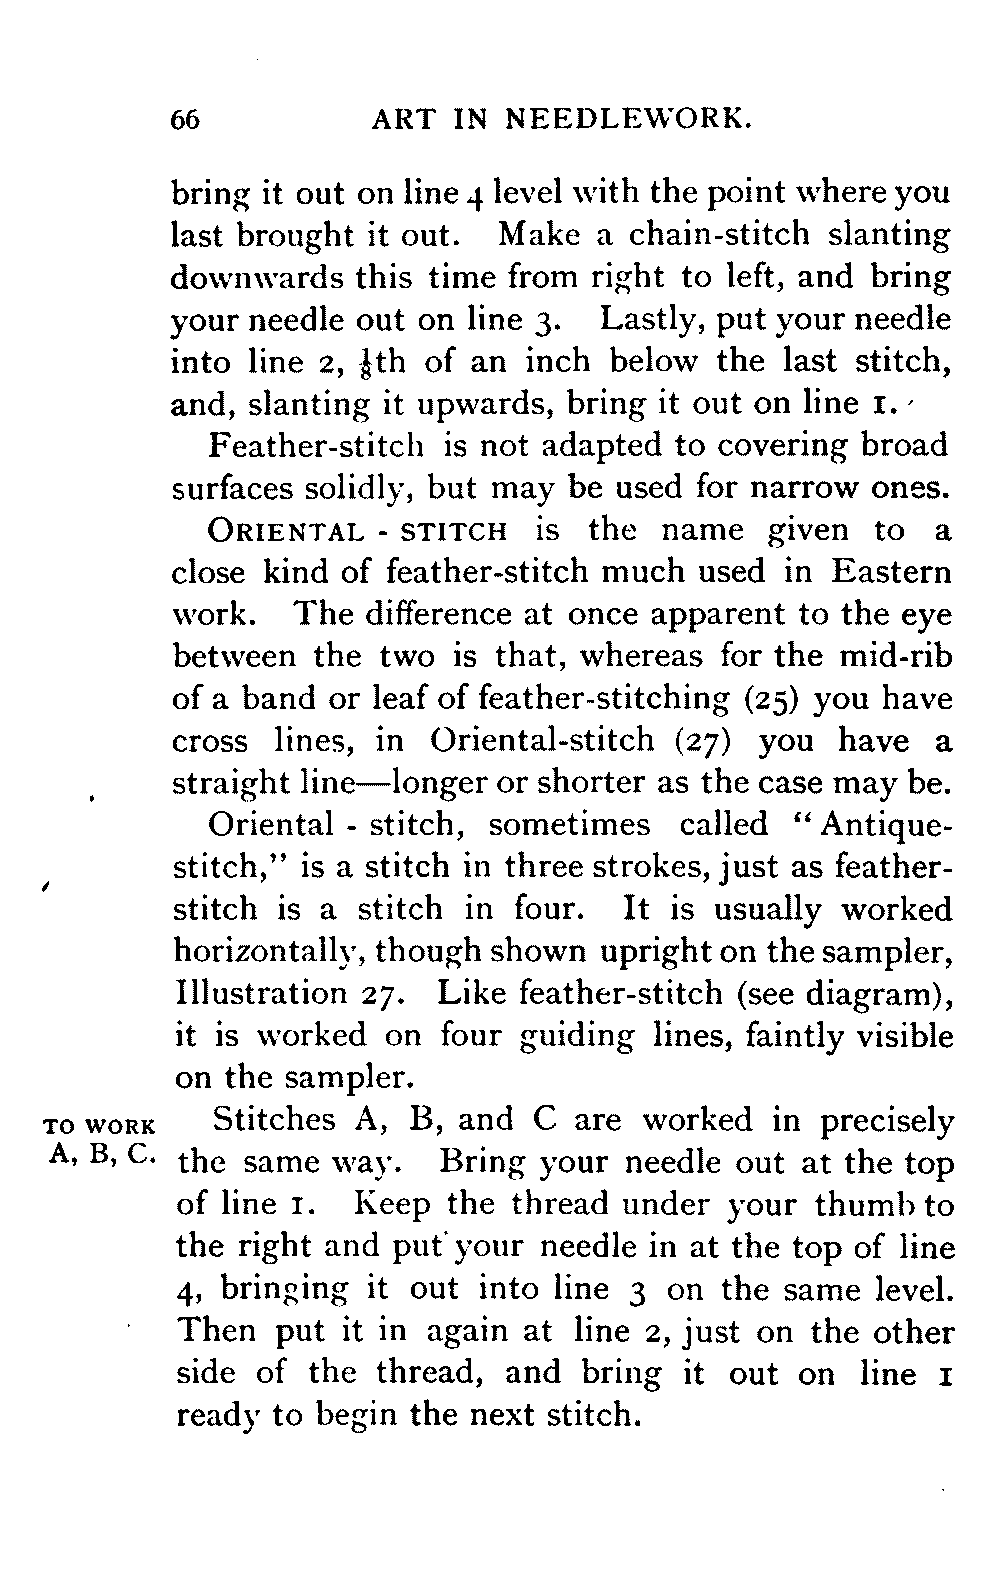 66 ART IN NEEDLEWORK.
bring it out on line 4 level with the point where you
last brought it out. Make a chain-stitch slanting
downwards this time from right to left, and bring
your needle out on line 3. Lastly, put your needle
into line 2, ⅛th of an inch below the last stitch,
and, slanting it upwards, bring it out on line 1.
Feather-stitch is not adapted to covering broad
surfaces solidly, but may be used for narrow ones.
ORIENTAL - STITCH is the name given to a
close kind of feather-stitch much used in Eastern
work. The difference at once apparent to the eye
between the two is that, whereas for the mid-rib
of a band or leaf of feather-stitching (25) you have
cross lines, in Oriental-stitch (27) you have a
straight line—longer or shorter as the case may be.
Oriental - stitch, sometimes called "Antique-
stitch," is a stitch in three strokes, just as feather-
stitch is a stitch in four. It is usually worked
horizontally, though shown upright on the sampler,
Illustration 27. Like feather-stitch (see diagram),
it is worked on four guiding lines, faintly visible
on the sampler.
TO WORK
A, B, C.
Stitches A, B, and C are worked in precisely
the same way. Bring your needle out at the top
of line 1. Keep the thread under your thumb to
the right and put your needle in at the top of line
4, bringing it out into line 3 on the same level.
Then put it in again at line 2, just on the other
side of the thread, and bring it out on line 1
ready to begin the next stitch.